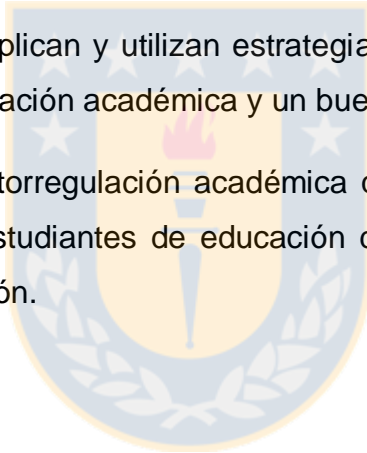 plican y utilizan estrategia
ación académica y un bue
torregulación académica
studiantes de educación
ón.